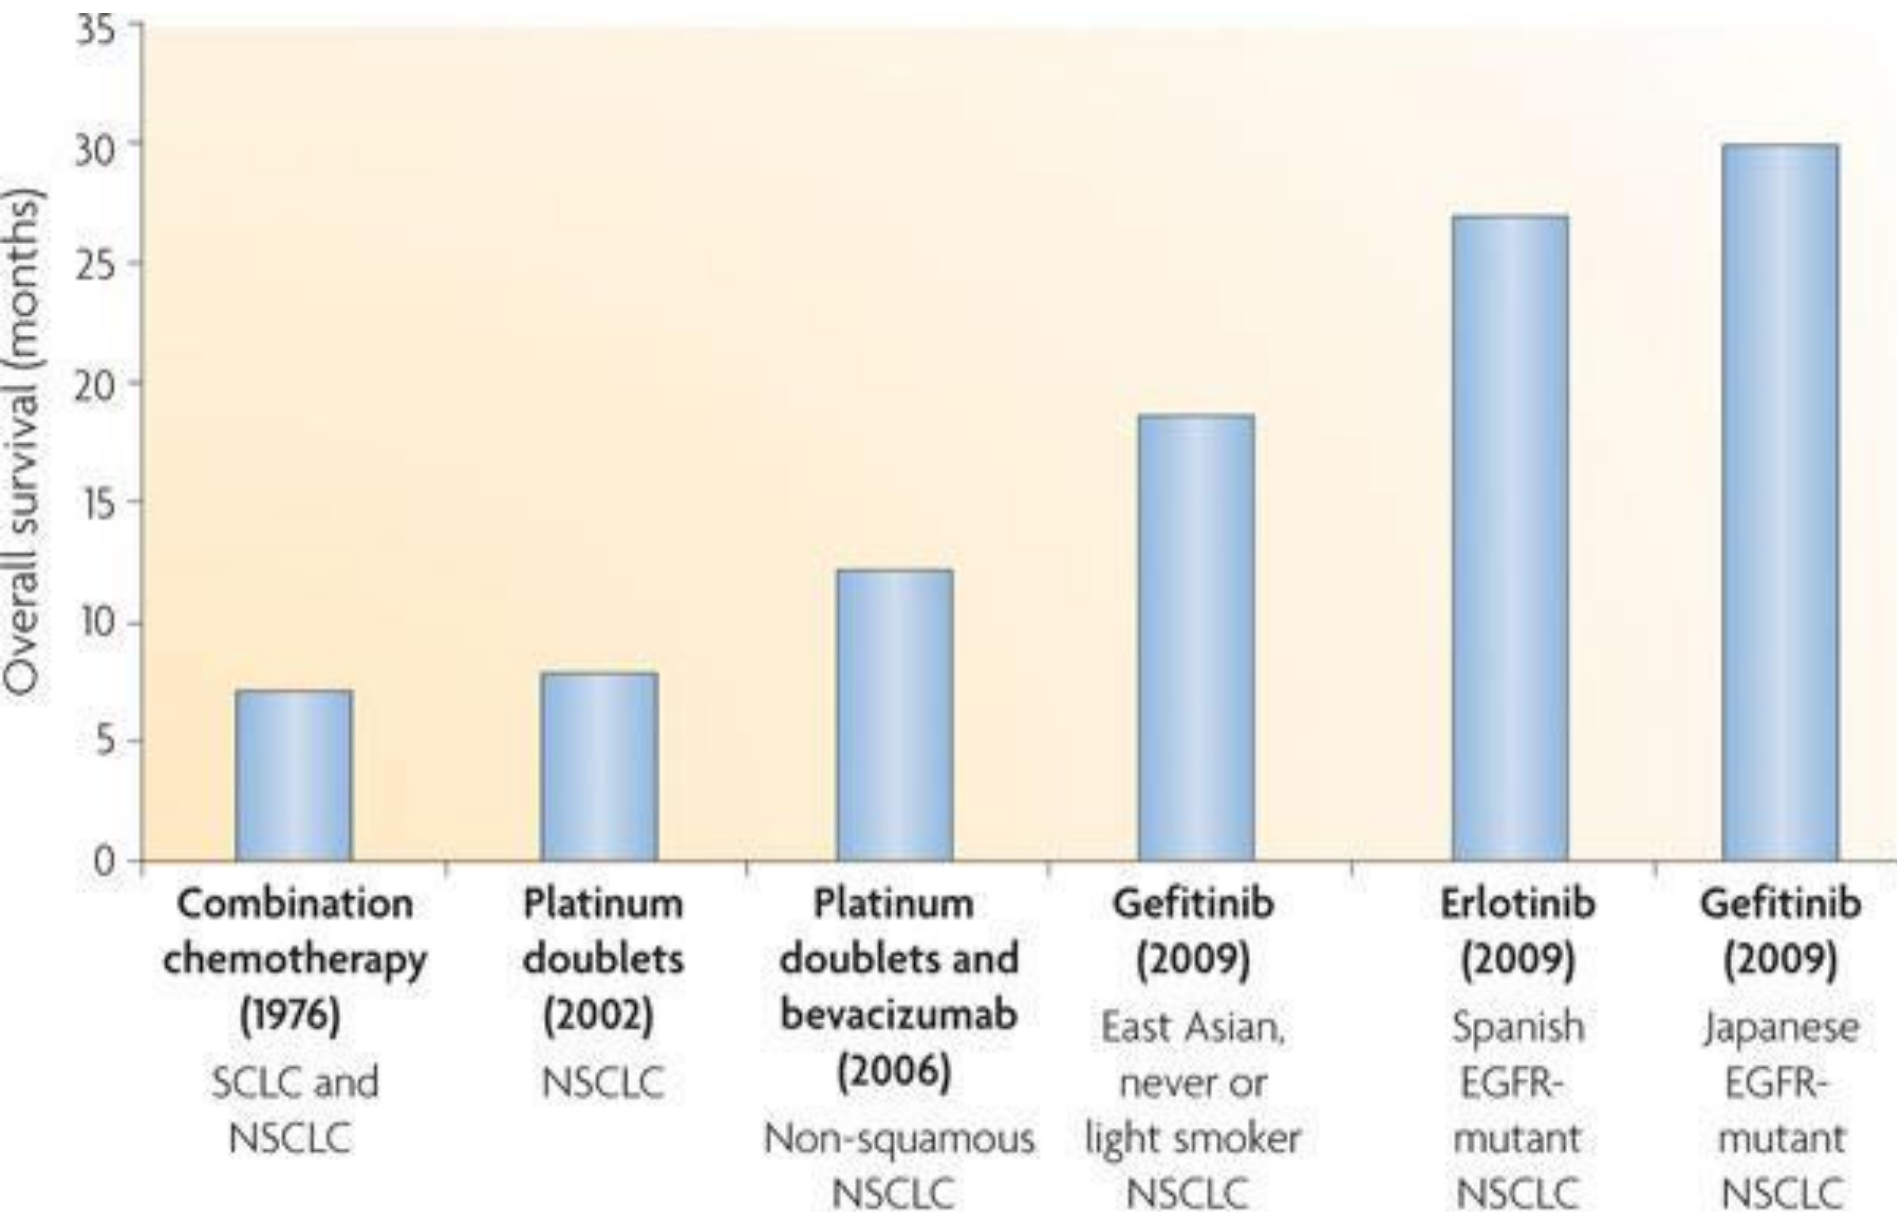 Overall survival (months)
35
30
25
20
15
10
5
0
Combination
chemotherapy
(1976)
SCLC and
NSCLC
Platinum
doublets
(2002)
NSCLC
Platinum
doublets and
bevacizumab
(2006)
Non-squamous
NSCLC
Gefitinib
(2009)
East Asian,
never or
light smoker
NSCLC
Erlotinib
(2009)
Spanish
EGFR-
mutant
NSCLC
Gefitinib
(2009)
Japanese
EGFR-
mutant
NSCLC